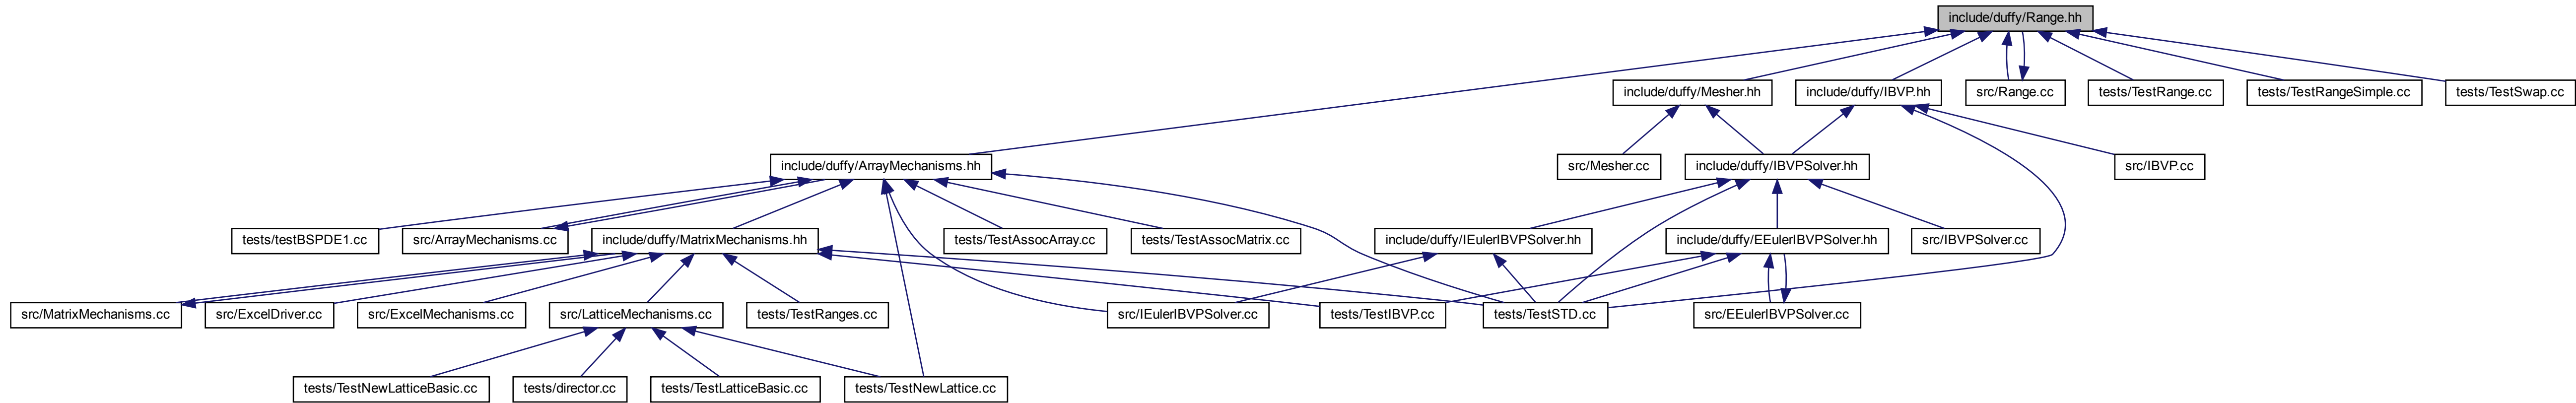 include/duffy/Range.hh
include/duffy/Mesher.hh
include/duffy/IBVP.hh
src/Range.cc
tests/TestRange.cc
tests/TestRangeSimple.cc
tests/TestSwap.cc
include/duffy/ArrayMechanisms.hh
src/Mesher.cc
include/duffy/IBVPSolver.hh
src/IBVP.cc
tests/testBSPDE1.cc
src/ArrayMechanisms.cc
include/duffy/MatrixMechanisms.hh
tests/TestAssocArray.cc
tests/TestAssocMatrix.cc
include/duffy/IEulerIBVPSolver.hh
include/duffy/EEulerIBVPSolver.hh
src/IBVPSolver.cc
src/MatrixMechanisms.cc
src/ExcelDriver.cc
src/ExcelMechanisms.cc
src/LatticeMechanisms.cc
tests/TestRanges.cc
src/IEulerIBVPSolver.cc
tests/TestIBVP.cc
tests/TestSTD.cc
src/EEulerIBVPSolver.cc
tests/TestNewLatticeBasic.cc
tests/director.cc
tests/TestLatticeBasic.cc
tests/TestNewLattice.cc